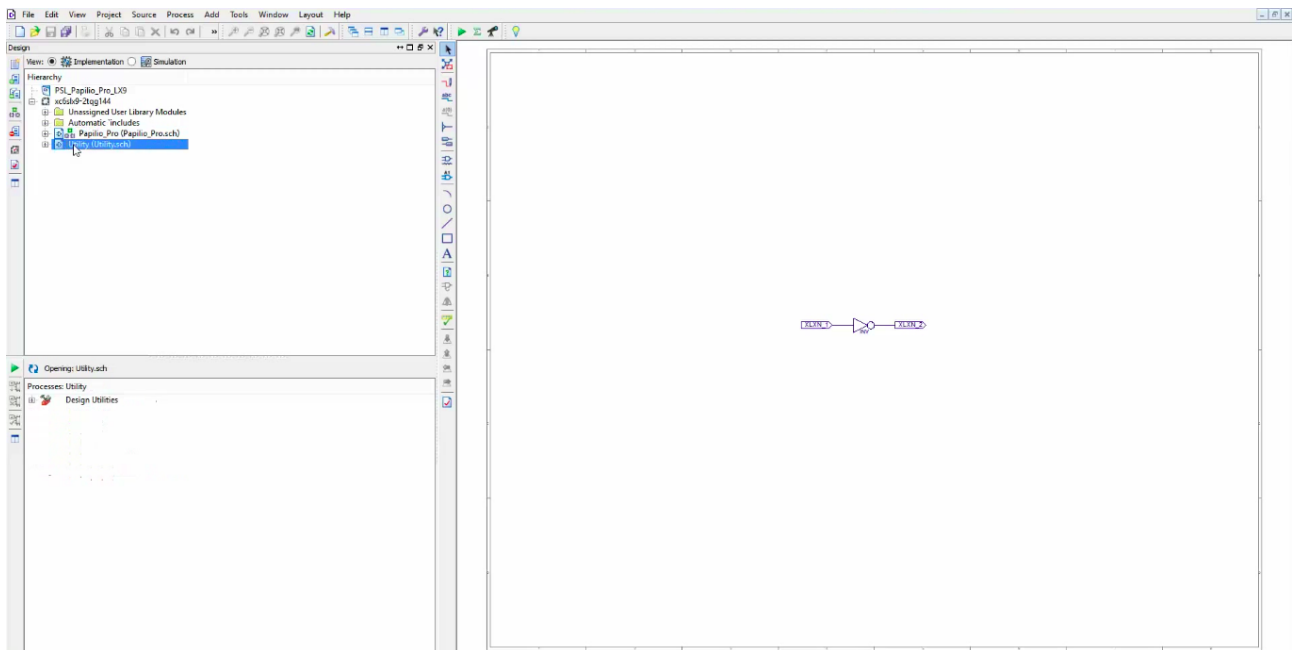 File Edit View Project Source Process Add Tools Window Layout Help
Design
View: Implementation Simulation
Hierarchy
PSL_Papilio_Pro_LX9
xc6slx9-2tqg144
Unassigned User Library Modules
Automatic `includes
Papilio_Pro (Papilio_Pro.sch)
Utility (Utility.sch)
XLXN_1 INV XLXN_2
Opening: Utility.sch
Processes: Utility
Design Utilities